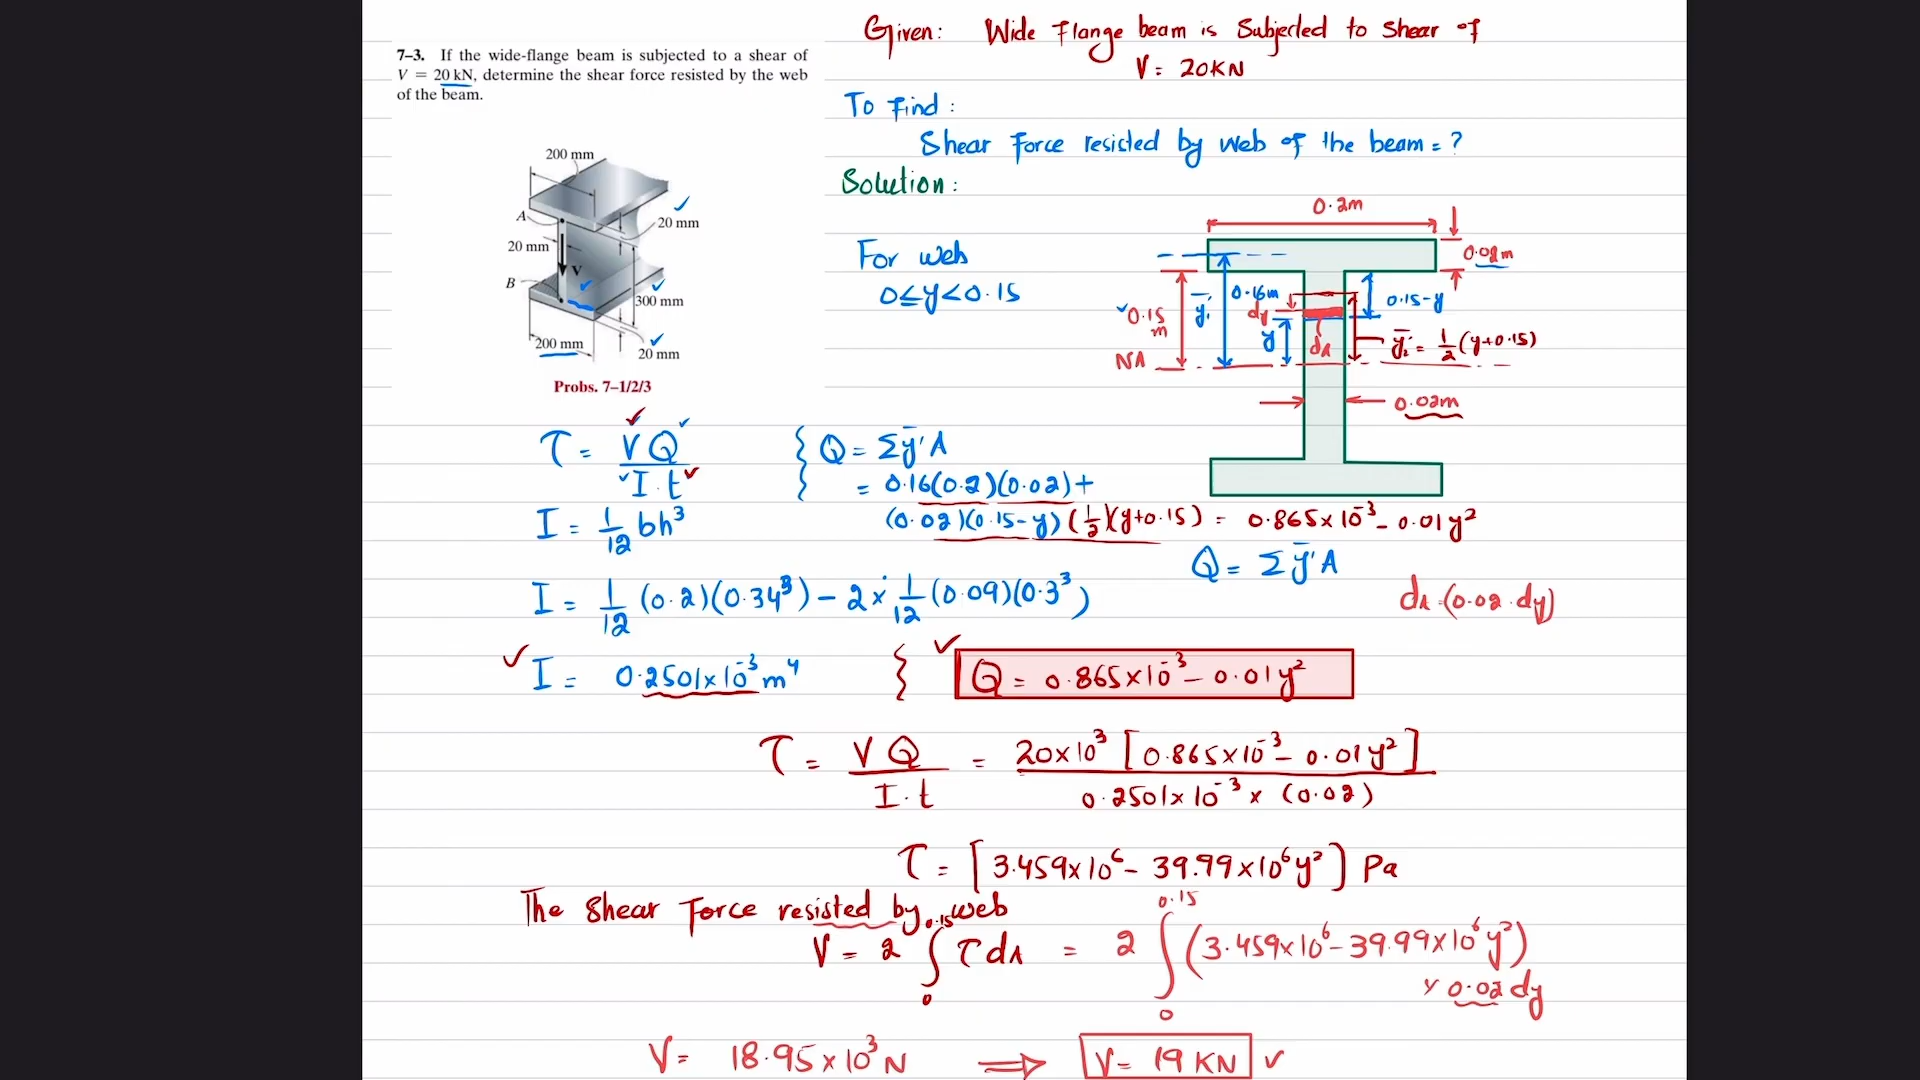 7–3. If the wide-flange beam is subjected to a shear of
V = 20 kN, determine the shear force resisted by the web
of the beam.
200 mm
A
20 mm
20 mm
V
B
300 mm
200 mm
20 mm
Probs. 7–1/2/3
Given: Wide Flange beam is Subjected to Shear of
V = 20KN
To Find:
Shear Force resisted by Web of the beam = ?
Solution:
For web
0≤y<0.15
0.2m
0.02m
0.15 m
ȳ₁'
0.16m
dy
y
dA
0.15-y
ȳ₂' = 1/2 (y+0.15)
NA
0.02m
τ = VQ / I.t
Q = Σȳ'A
= 0.16(0.2)(0.02)+
(0.02)(0.15-y)(1/2)(y+0.15) = 0.865×10⁻³ - 0.01y²
I = 1/12 bh³
Q = Σȳ'A
I = 1/12 (0.2)(0.34³) - 2 × 1/12 (0.09)(0.3³)
dA = (0.02.dy)
I = 0.2501×10⁻³ m⁴
Q = 0.865×10⁻³ - 0.01y²
τ = VQ / I.t = 20×10³ [0.865×10⁻³ - 0.01y²] / 0.2501×10⁻³ × (0.02)
τ = [3.459×10⁶ - 39.99×10⁶y²] Pa
The Shear Force resisted by web
V = 2 ∫₀^0.15 τ dA = 2 ∫₀^0.15 (3.459×10⁶ - 39.99×10⁶y²)
× 0.02 dy
V = 18.95×10³ N ⟹ V = 19 KN ✓